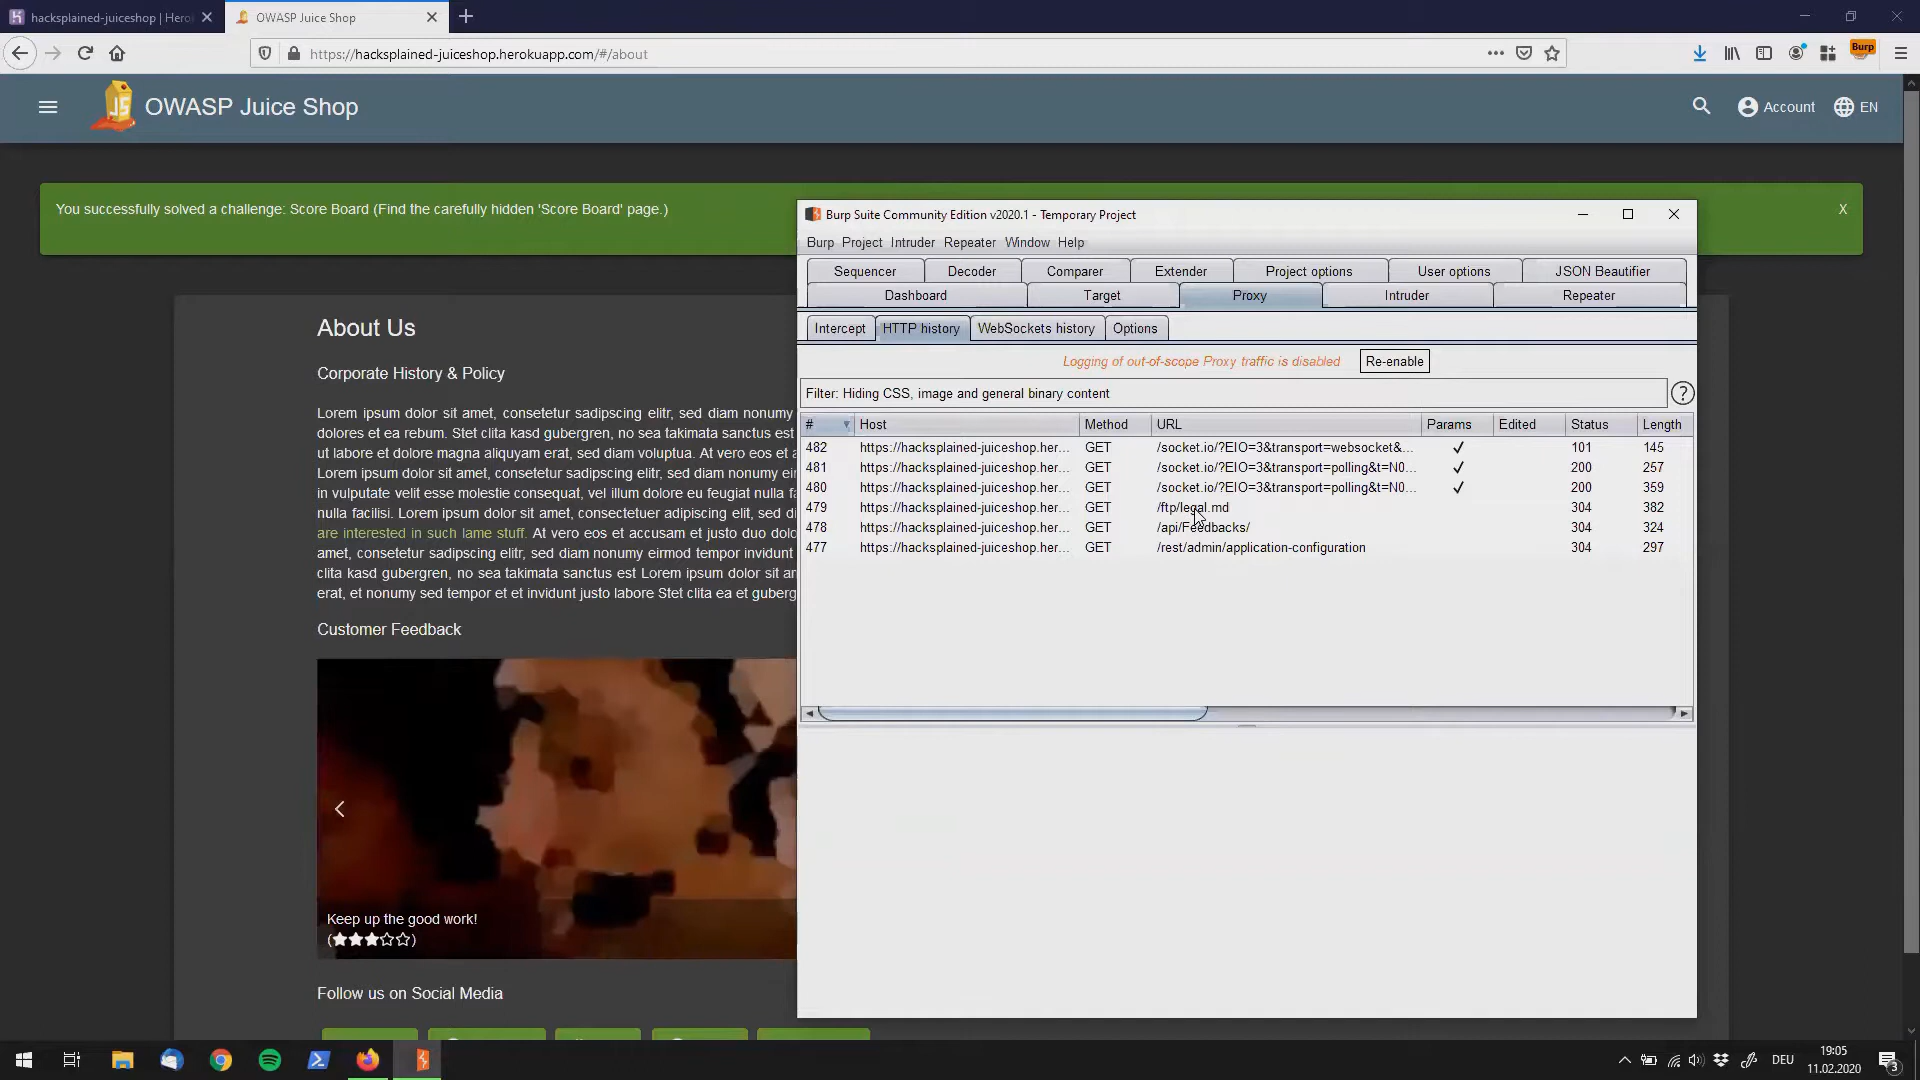 hacksplained-juiceshop | Hero
OWASP Juice Shop
https://hacksplained-juiceshop.herokuapp.com/#/about
Burp
OWASP Juice Shop
Account
EN
You successfully solved a challenge: Score Board (Find the carefully hidden 'Score Board' page.)
X
About Us
Corporate History & Policy
Lorem ipsum dolor sit amet, consetetur sadipscing elitr, sed diam nonumy
dolores et ea rebum. Stet clita kasd gubergren, no sea takimata sanctus est
ut labore et dolore magna aliquyam erat, sed diam voluptua. At vero eos et a
Lorem ipsum dolor sit amet, consetetur sadipscing elitr, sed diam nonumy
in vulputate velit esse molestie consequat, vel illum dolore eu feugiat nulla fa
nulla facilisi. Lorem ipsum dolor sit amet, consetetur sadipscing elitr, sed di
are interested in such lame stuff. At vero eos et accusam et justo duo dolor
amet, consetetur sadipscing elitr, sed diam nonumy eirmod tempor invidunt
clita kasd gubergren, no sea takimata sanctus est Lorem ipsum dolor sit am
erat, et nonumy sed tempor et et invidunt justo labore Stet clita ea et guberg
Customer Feedback
Keep up the good work!
(★★★☆☆)
Follow us on Social Media
Burp Suite Community Edition v2020.1 - Temporary Project
Burp Project Intruder Repeater Window Help
Sequencer Decoder Comparer Extender Project options User options JSON Beautifier
Dashboard Target Proxy Intruder Repeater
Intercept HTTP history WebSockets history Options
Logging of out-of-scope Proxy traffic is disabled Re-enable
Filter: Hiding CSS, image and general binary content ?
# Host Method URL Params Edited Status Length
482 https://hacksplained-juiceshop.her... GET /socket.io/?EIO=3&transport=websocket&... ✓ 101 145
481 https://hacksplained-juiceshop.her... GET /socket.io/?EIO=3&transport=polling&t=N0... ✓ 200 257
480 https://hacksplained-juiceshop.her... GET /socket.io/?EIO=3&transport=polling&t=N0... ✓ 200 359
479 https://hacksplained-juiceshop.her... GET /ftp/legal.md 304 382
478 https://hacksplained-juiceshop.her... GET /api/Feedbacks/ 304 324
477 https://hacksplained-juiceshop.her... GET /rest/admin/application-configuration 304 297
DEU
19:05
11.02.2020
3